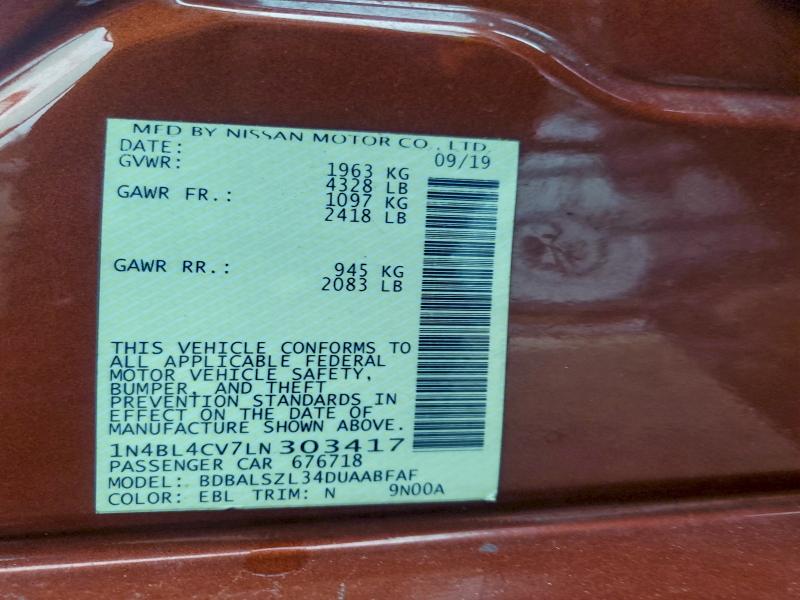 MFD BY NISSAN MOTOR CO., LTD.
DATE: 09/19
GVWR: 1963 KG
4328 LB
GAWR FR.: 1097 KG
2418 LB
GAWR RR.: 945 KG
2083 LB
THIS VEHICLE CONFORMS TO
ALL APPLICABLE FEDERAL
MOTOR VEHICLE SAFETY,
BUMPER, AND THEFT
PREVENTION STANDARDS IN
EFFECT ON THE DATE OF
MANUFACTURE SHOWN ABOVE.
1N4BL4CV7LN303417
PASSENGER CAR 676718
MODEL: BDBALSZL34DUAABFAF
COLOR: EBL TRIM: N 9N00A